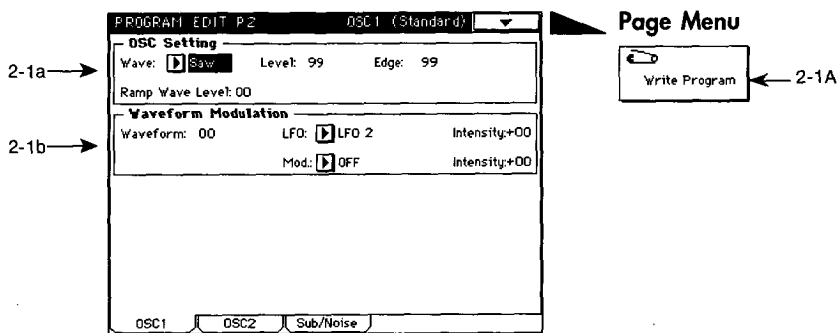 PROGRAM EDIT P2 OSC1 (Standard)
Page Menu
OSC Setting
Wave: Saw Level: 99 Edge: 99
Ramp Wave Level: 00
Waveform Modulation
Waveform: 00 LFO: LFO 2 Intensity:+00
Mod.: OFF Intensity:+00
OSC1 OSC2 Sub/Noise
2-1a
2-1b
Write Program
2-1A